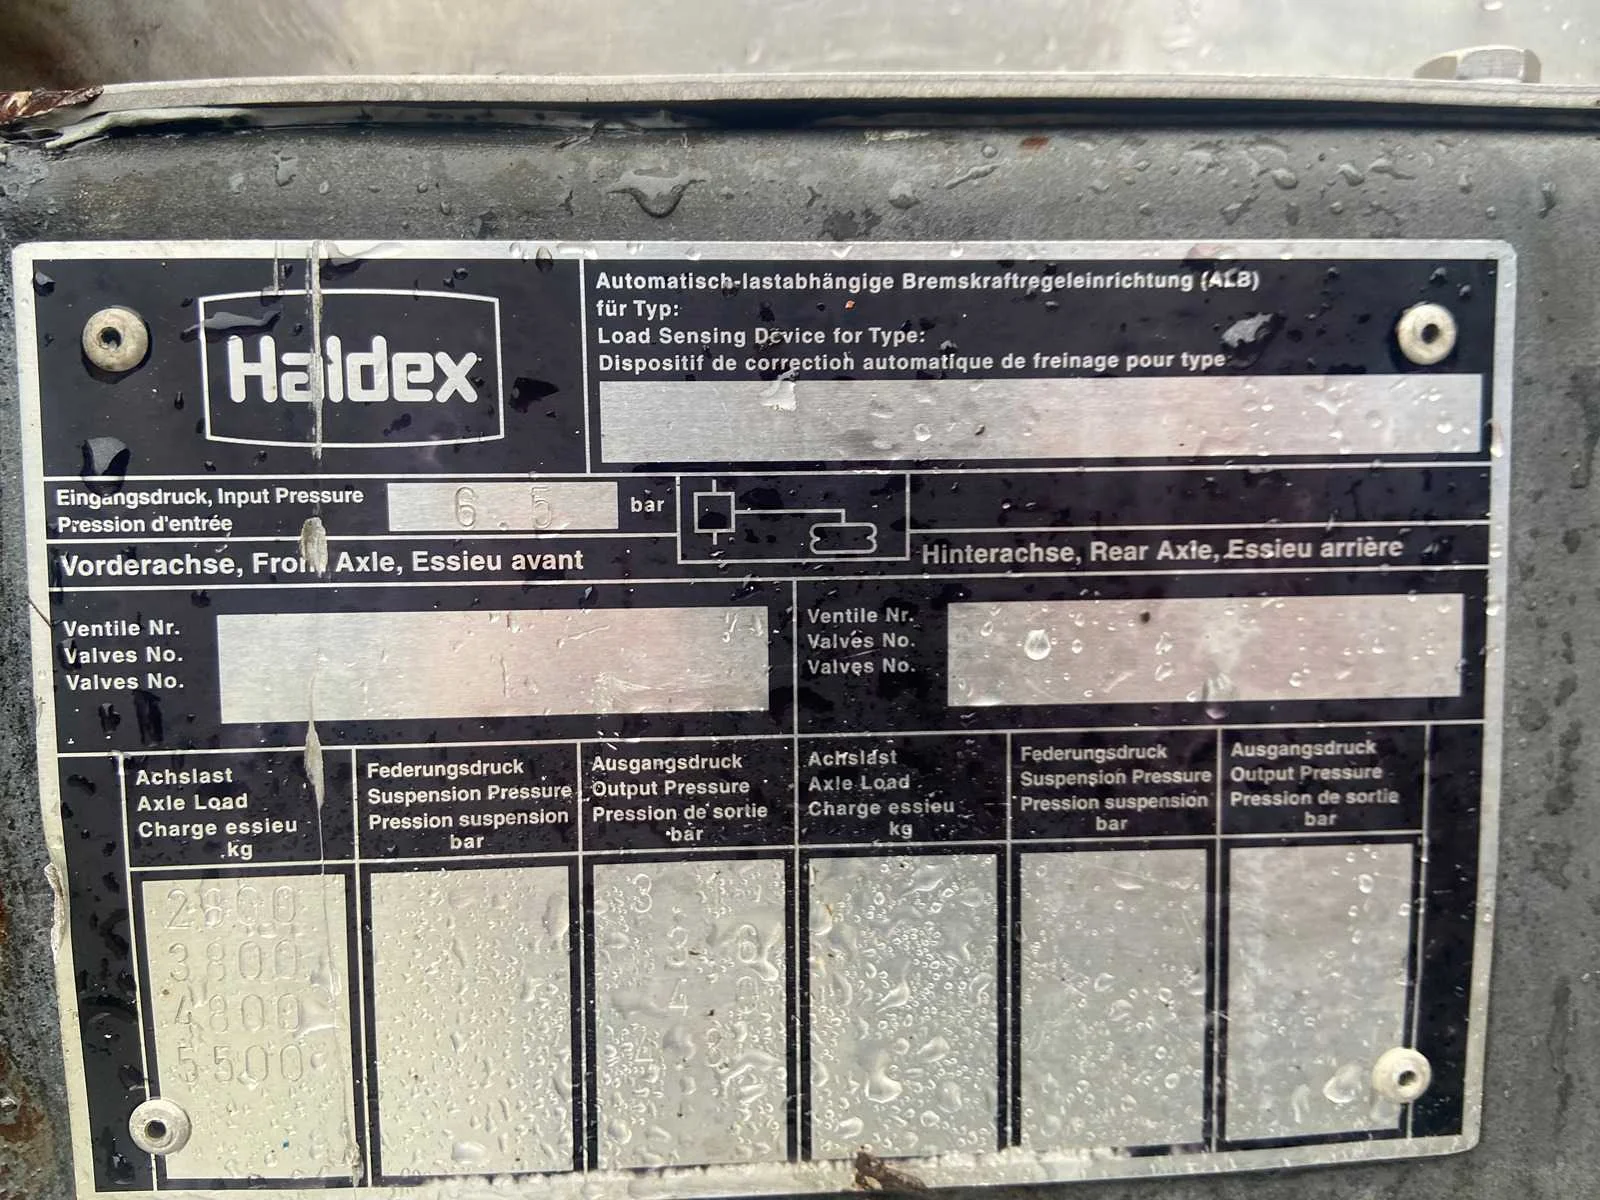 Haldex
Automatisch-lastabhängige Bremskraftregeleinrichtung (ALB)
für Typ:
Load Sensing Device for Type:
Dispositif de correction automatique de freinage pour type
Eingangsdruck, Input Pressure
Pression d'entrée
6.5 bar
Vorderachse, Front Axle, Essieu avant
Hinterachse, Rear Axle, Essieu arrière
Ventile Nr.
Valves No.
Valves No.
Ventile Nr.
Valves No.
Valves No.
Achslast
Axle Load
Charge essieu
kg
Federungsdruck
Suspension Pressure
Pression suspension
bar
Ausgangsdruck
Output Pressure
Pression de sortie
bar
Achslast
Axle Load
Charge essieu
kg
Federungsdruck
Suspension Pressure
Pression suspension
bar
Ausgangsdruck
Output Pressure
Pression de sortie
bar
2800
3800 3.6
4800
5500